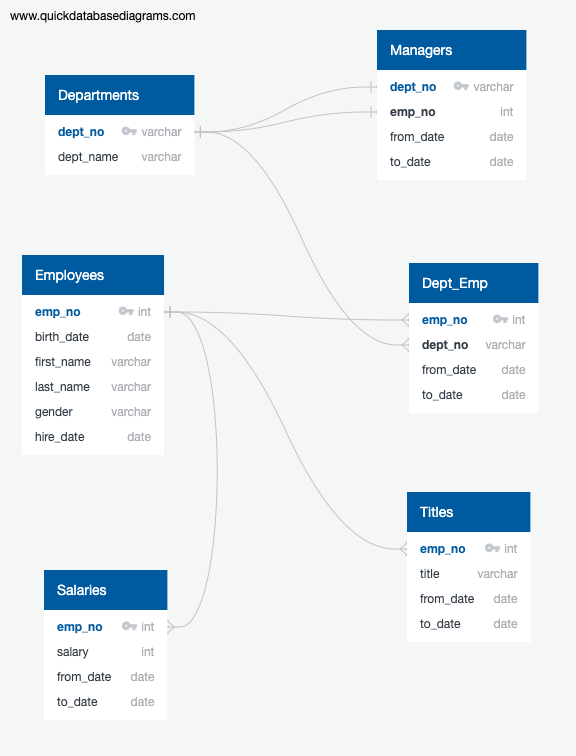 www.quickdatabasediagrams.com
Departments
dept_no varchar
dept_name varchar
Managers
dept_no varchar
emp_no int
from_date date
to_date date
Employees
emp_no int
birth_date date
first_name varchar
last_name varchar
gender varchar
hire_date date
Dept_Emp
emp_no int
dept_no varchar
from_date date
to_date date
Titles
emp_no int
title varchar
from_date date
to_date date
Salaries
emp_no int
salary int
from_date date
to_date date